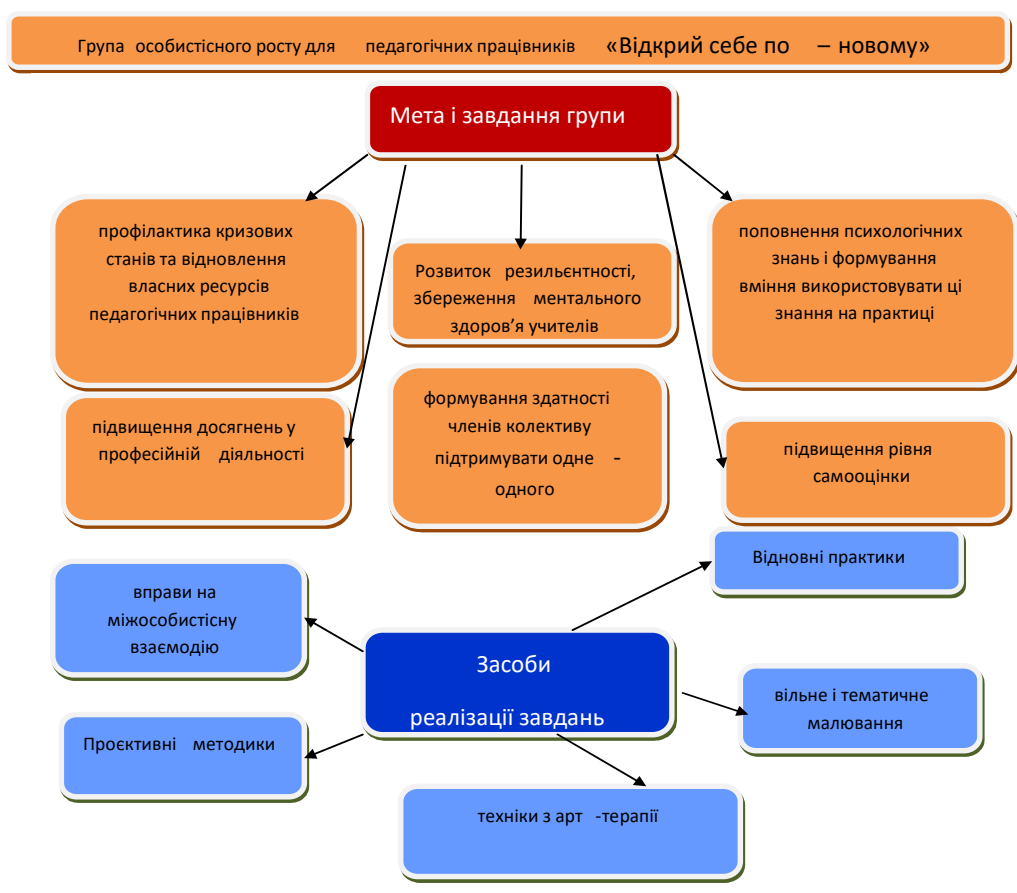 Група особистісного росту для педагогічних працівників «Відкрий себе по – новому»
Мета і завдання групи
профілактика кризових
станів та відновлення
власних ресурсів
педагогічних працівників
Розвиток резильєнтності,
збереження ментального
здоров’я учителів
поповнення психологічних
знань і формування
вміння використовувати ці
знання на практиці
підвищення досягнень у
професійній діяльності
формування здатності
членів колективу
підтримувати одне -
одного
підвищення рівня
самооцінки
Відновні практики
вправи на
міжособистісну
взаємодію
Засоби
реалізації завдань
вільне і тематичне
малювання
Проєктивні методики
техніки з арт -терапії